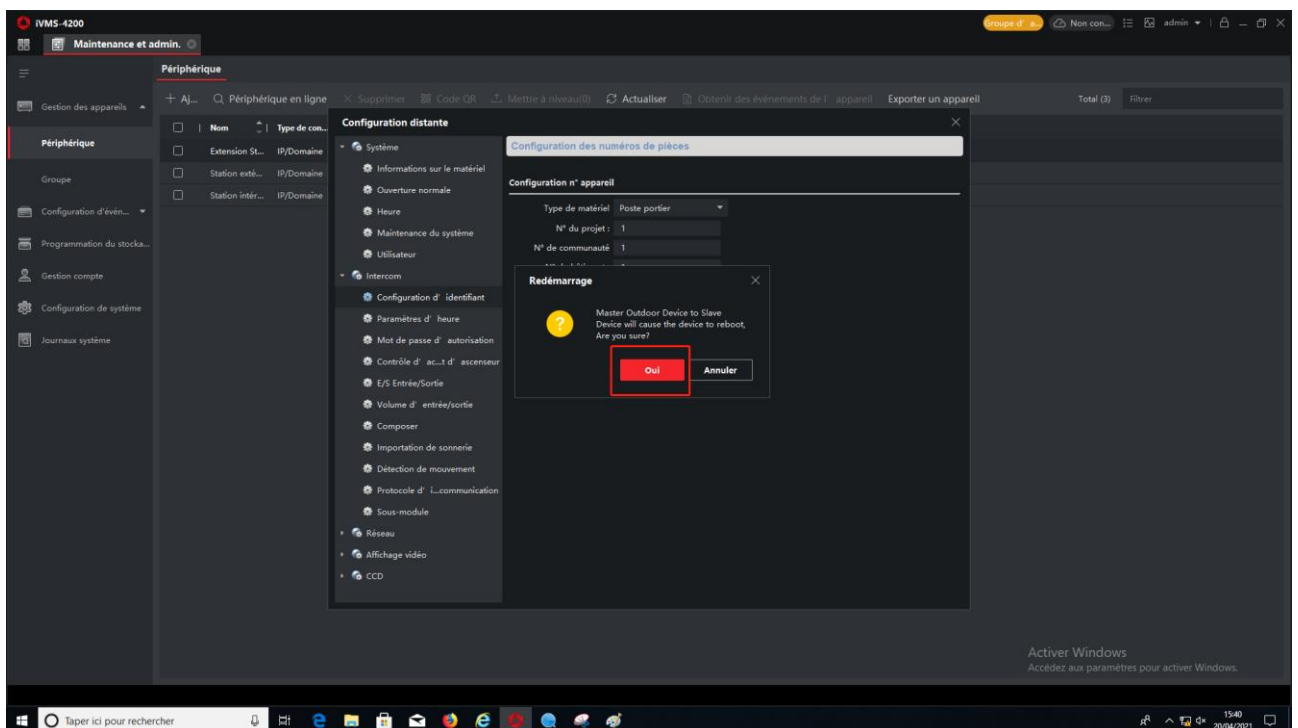 iVMS-4200
Groupe d' a...
Non con...
admin
Maintenance et admin.
Périphérique
Gestion des appareils
Périphérique
Groupe
Configuration d'évén...
Programmation du stocka...
Gestion compte
Configuration de système
Journaux système
+ Aj... Périphérique en ligne Supprimer Code QR Mettre à niveau(0) Actualiser Obtenir des événements de l' appareil Exporter un appareil Total (3) Filtrer
Nom Type de con...
Extension St... IP/Domaine
Station exté... IP/Domaine
Station intér... IP/Domaine
Configuration distante
Système
Informations sur le matériel
Ouverture normale
Heure
Maintenance du système
Utilisateur
Intercom
Configuration d' identifiant
Paramètres d' heure
Mot de passe d' autorisation
Contrôle d' ac...t d' ascenseur
E/S Entrée/Sortie
Volume d' entrée/sortie
Composer
Importation de sonnerie
Détection de mouvement
Protocole d' i...communication
Sous-module
Réseau
Affichage vidéo
CCD
Configuration des numéros de pièces
Configuration n° appareil
Type de matériel Poste portier
N° du projet : 1
N° de communauté 1
Redémarrage
Master Outdoor Device to Slave
Device will cause the device to reboot,
Are you sure?
Oui Annuler
Activer Windows
Accédez aux paramètres pour activer Windows.
Taper ici pour rechercher
15:40
20/04/2021